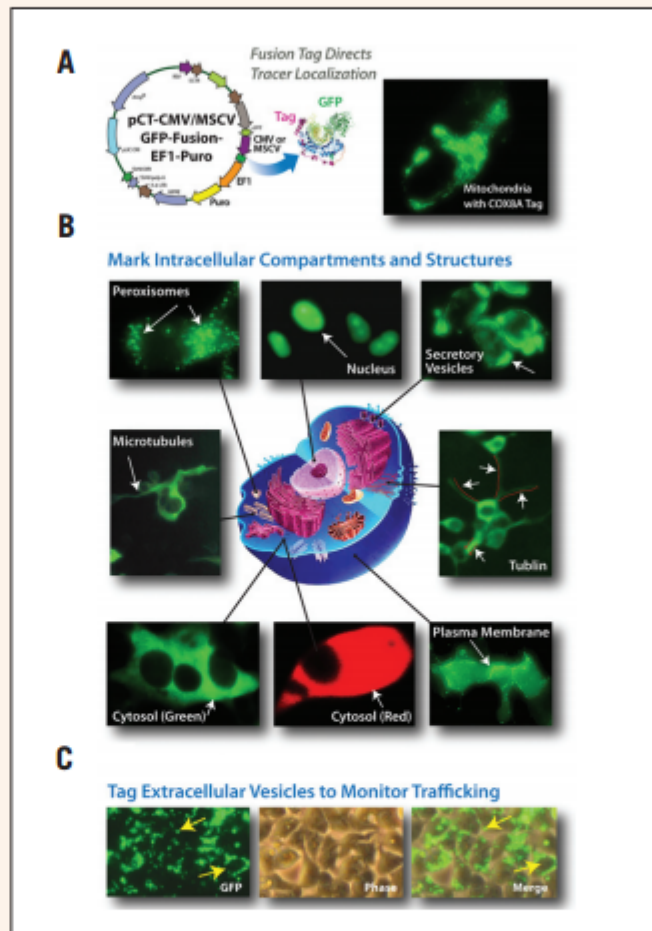 A
Fusion Tag Directs
Tracer Localization
pCT-CMV/MSCV
GFP-Fusion-
EF1-Puro
GFP
Tag
CMV or
MSCV
EF1
Puro
Mitochondria
with COX8A Tag
B
Mark Intracellular Compartments and Structures
Peroxisomes
Nucleus
Secretory
Vesicles
Microtubules
Tublin
Cytosol (Green)
Cytosol (Red)
Plasma Membrane
C
Tag Extracellular Vesicles to Monitor Trafficking
GFP
Phase
Merge